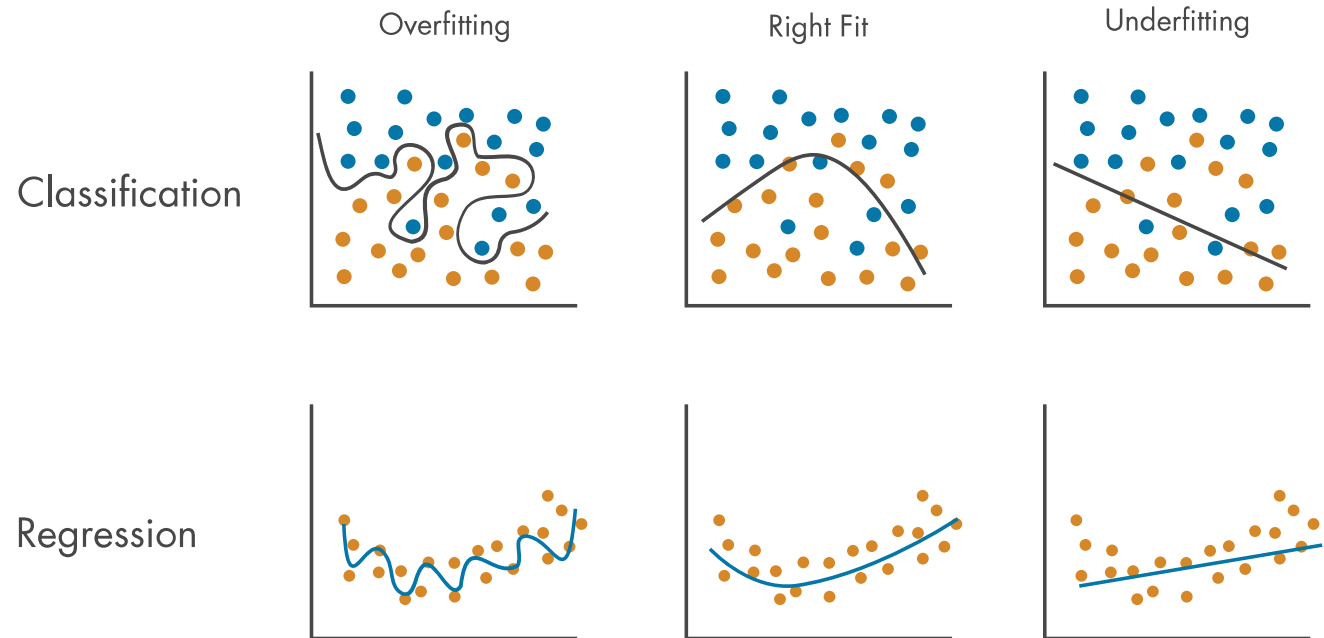 Overfitting
Right Fit
Underfitting
Classification
Regression